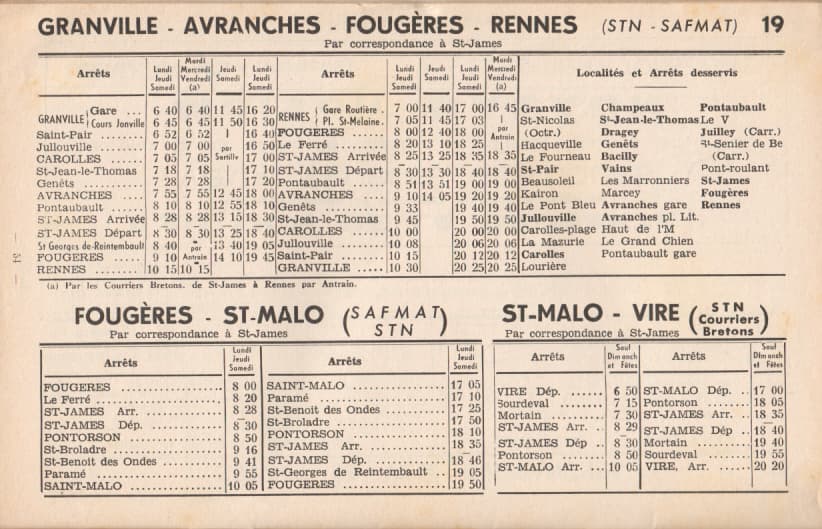 GRANVILLE - AVRANCHES - FOUGÈRES - RENNES (STN - SAFMAT) 19
Par correspondance à St-James
Arrêts Lundi Jeudi Samedi Mardi Mercredi Vendredi (a) Jeudi Samedi Lundi Jeudi Samedi
GRANVILLE { Gare ... 6 40 6 40 11 45 16 20
Cours Jonville 6 45 6 45 11 50 16 30
Saint-Pair ........ 6 52 6 52 | 16 40
Jullouville ....... 7 00 7 00 par 16 50
CAROLLES ..... 7 05 7 05 Sartilly 17 00
St-Jean-le-Thomas 7 18 7 18 | 17 10
Genêts ........... 7 28 7 28 17 20
AVRANCHES .... 7 55 7 55 12 45 18 00
Pontaubault ...... 8 10 8 10 12 55 18 10
ST-JAMES Arrivée 8 28 8 28 13 15 18 30
ST-JAMES Départ 8 30 8 30 13 25 18 40
St Georges de-Reintembault 8 40 par 13 40 19 05
FOUGERES ..... 9 10 Antrain 14 10 19 45
RENNES ........ 10 15 10 15
Arrêts Lundi Jeudi Samedi Jeudi Samedi Lundi Jeudi Samedi Mardi Mercredi Vendredi (a)
RENNES { Gare Routière . 7 00 11 40 17 00 16 45
Pl. St-Melaine . 7 05 11 45 17 03 |
FOUGERES ...... 8 00 12 40 18 00 par
Le Ferré ......... 8 20 13 10 18 25 Antrain
ST-JAMES Arrivée 8 25 13 25 18 35 18 35
ST-JAMES Départ 8 30 13 30 18 40 18 40
Pontaubault ...... 8 51 13 51 19 00 19 00
AVRANCHES ..... 9 10 14 05 19 20 19 20
Genêts ........... 9 33 19 40 19 40
St-Jean-le-Thomas 9 45 19 50 19 50
CAROLLES ...... 10 00 20 00 20 00
Jullouville ........ 10 08 20 06 20 06
Saint-Pair ........ 10 15 20 12 20 12
GRANVILLE ..... 10 30 20 25 20 25
Localités et Arrêts desservis
Granville Champeaux Pontaubault
St-Nicolas St-Jean-le-Thomas Le V
(Octr.) Dragey Juilley (Carr.)
Hacqueville Genêts St-Senier de Be
Le Fourneau Bacilly (Carr.)
St-Pair Vains Pont-roulant
Beausoleil Les Marronniers St-James
Kairon Marcey Fougères
Le Pont Bleu Avranches gare Rennes
Jullouville Avranches pl. Lit.
Carolles-plage Haut de l'M
La Mazurie Le Grand Chien
Carolles Pontaubault gare
Lourière
— 34 —
(a) Par les Courriers Bretons. de St-James à Rennes par Antrain.
FOUGÈRES - ST-MALO (SAFMAT STN)
Par correspondance à St-James
Arrêts Lundi Jeudi Samedi
FOUGERES .................. 8 00
Le Ferré ..................... 8 20
ST-JAMES Arr. ............. 8 28
ST-JAMES Dép. ............. 8 30
PONTORSON ................ 8 50
St-Broladre ................. 9 16
St-Benoit des Ondes ......... 9 41
Paramé ..................... 9 55
SAINT-MALO ............... 10 05
Arrêts Lundi Jeudi Samedi
SAINT-MALO ................ 17 05
Paramé ...................... 17 10
St-Benoit des Ondes .......... 17 25
St-Broladre .................. 17 50
PONTORSON ................. 18 10
ST-JAMES Arr. .............. 18 35
ST-JAMES Dép. .............. 18 46
St-Georges de Reintembault .. 19 05
FOUGERES ................... 19 50
ST-MALO - VIRE (STN Courriers Bretons)
Par correspondance à St-James
Arrêts Sauf Dimanch et Fêtes
VIRE Dép. ......... 6 50
Sourdeval ........ 7 15
Mortain .......... 7 30
ST-JAMES Arr. .. 8 29
ST-JAMES Dép .. 8 30
Pontorson ....... 8 50
ST-MALO Arr. ... 10 05
Arrêts Sauf Dimanch et Fêtes
ST-MALO Dép. .. 17 00
Pontorson ....... 18 05
ST-JAMES Arr. .. 18 35
ST-JAMES Dép .. 18 40
Mortain ......... 19 40
Sourdeval ....... 19 55
VIRE, Arr. ...... 20 20